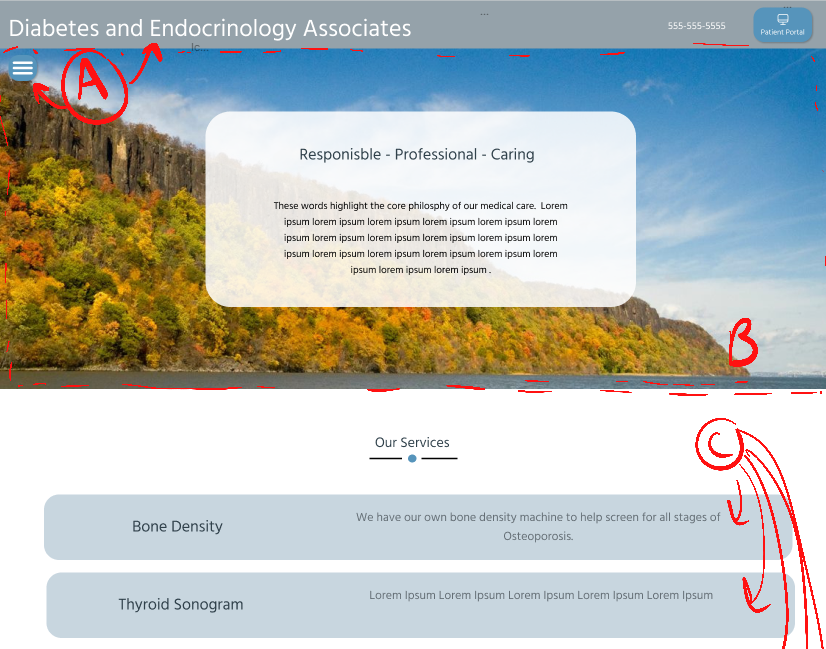 Diabetes and Endocrinology Associates
...
...
555-555-5555
Patient Portal
ic...
A
Responisble - Professional - Caring
These words highlight the core philosphy of our medical care. Lorem
ipsum lorem ipsum lorem ipsum lorem ipsum lorem ipsum lorem
ipsum lorem ipsum lorem ipsum lorem ipsum lorem ipsum lorem
ipsum lorem ipsum lorem ipsum lorem ipsum lorem ipsum lorem
ipsum lorem ipsum lorem ipsum .
B
C
Our Services
Bone Density
We have our own bone density machine to help screen for all stages of
Osteoporosis.
Thyroid Sonogram
Lorem Ipsum Lorem Ipsum Lorem Ipsum Lorem Ipsum Lorem Ipsum